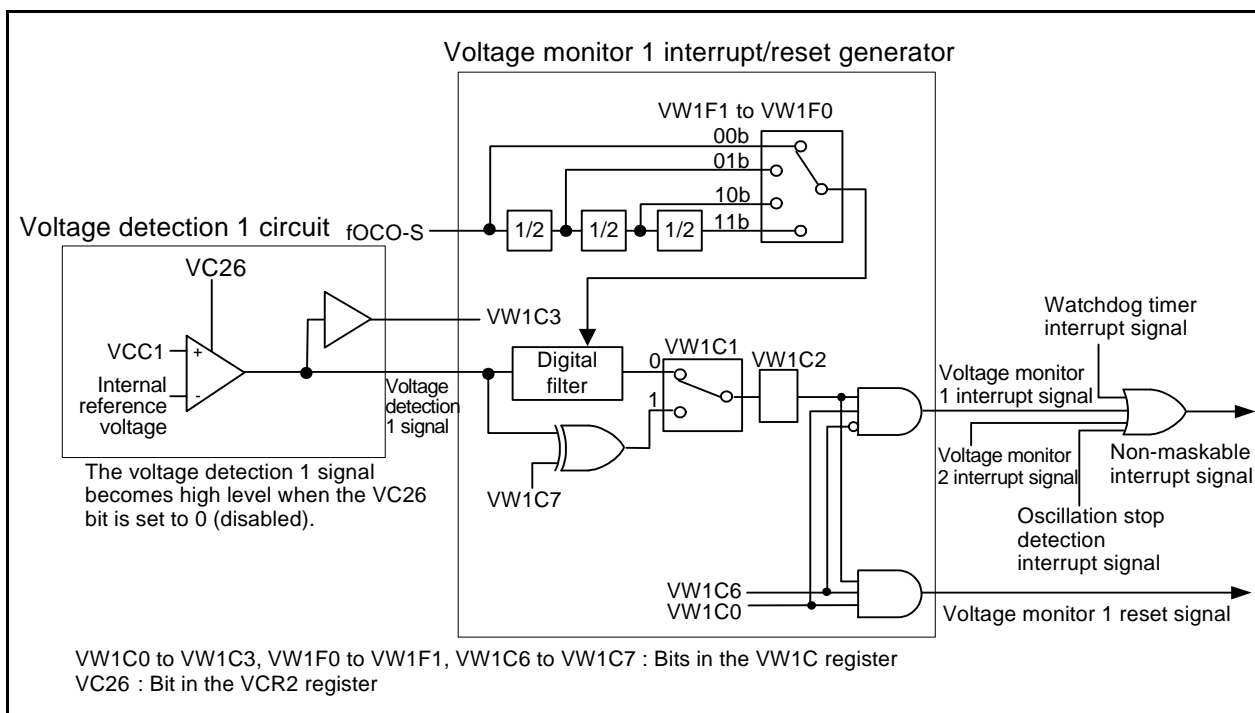 Voltage monitor 1 interrupt/reset generator
VW1F1 to VW1F0
00b
01b
10b
11b
Voltage detection 1 circuit
fOCO-S
1/2
1/2
1/2
VC26
VW1C3
VCC1
+
Internal
reference
voltage
-
Voltage
detection
1 signal
Digital
filter
0
VW1C1
1
VW1C2
VW1C7
The voltage detection 1 signal
becomes high level when the VC26
bit is set to 0 (disabled).
Watchdog timer
interrupt signal
Voltage monitor
1 interrupt signal
Voltage monitor
2 interrupt signal
Non-maskable
interrupt signal
Oscillation stop
detection
interrupt signal
VW1C6
VW1C0
Voltage monitor 1 reset signal
VW1C0 to VW1C3, VW1F0 to VW1F1, VW1C6 to VW1C7 : Bits in the VW1C register
VC26 : Bit in the VCR2 register